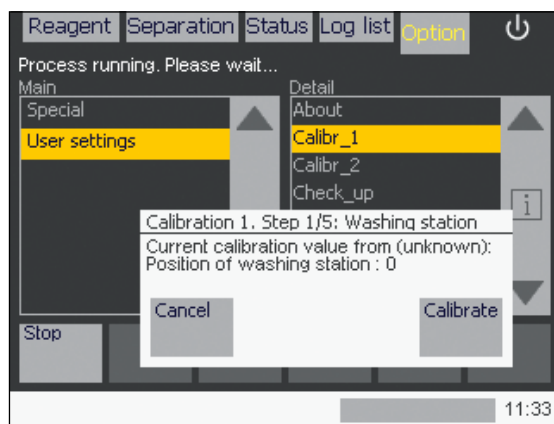 Reagent Separation Status Log list Option
Process running. Please wait...
Main Detail
Special About
User settings Calibr_1
Calibr_2
Check_up
i
Calibration 1. Step 1/5: Washing station
Current calibration value from (unknown):
Position of washing station : 0
Cancel Calibrate
Stop
11:33